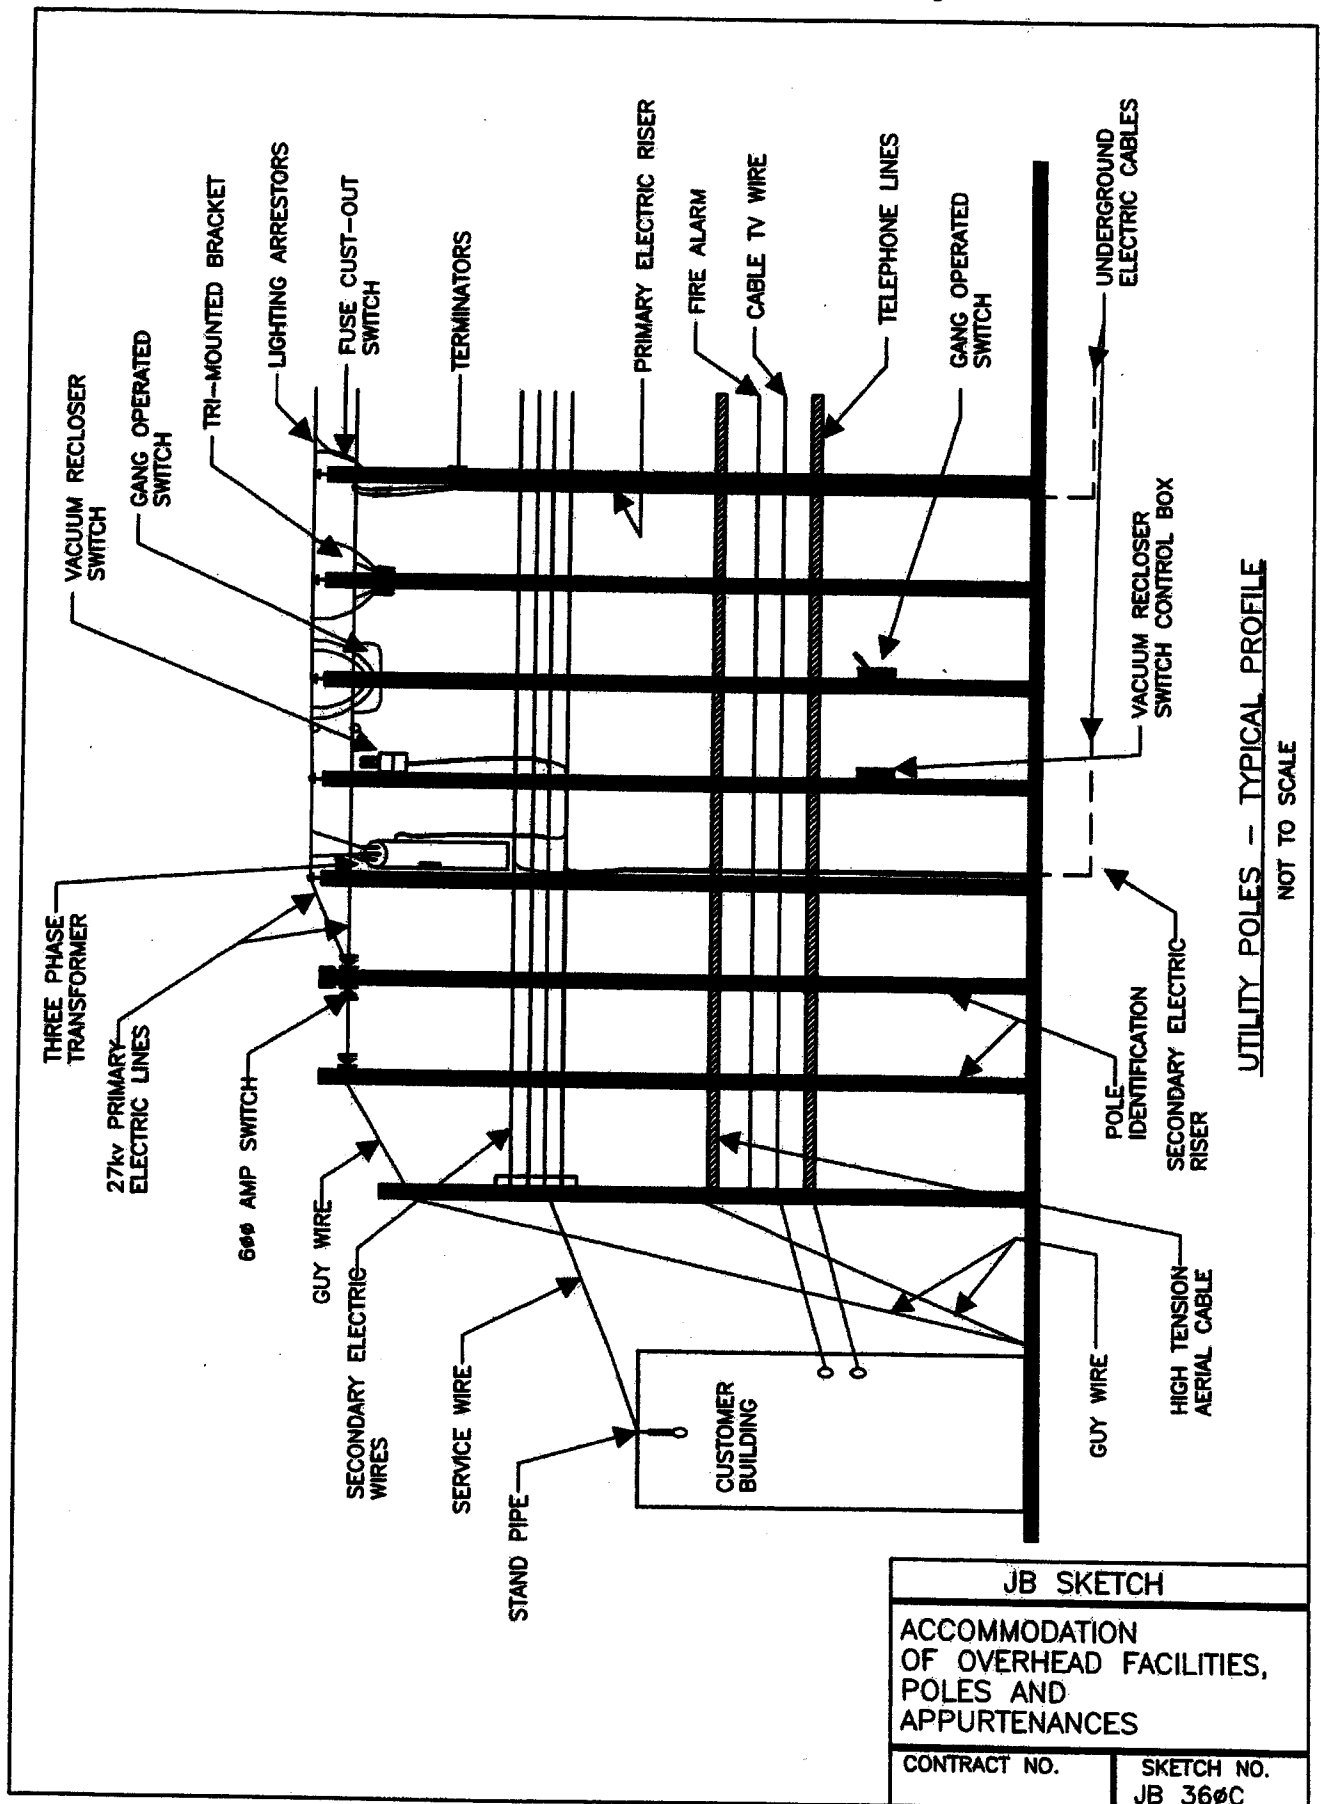 THREE PHASE
TRANSFORMER
VACUUM RECLOSER
SWITCH
27kv PRIMARY
ELECTRIC LINES
GANG OPERATED
SWITCH
TRI-MOUNTED BRACKET
6øø AMP SWITCH
LIGHTING ARRESTORS
GUY WIRE
FUSE CUST-OUT
SWITCH
SECONDARY ELECTRIC
WIRES
TERMINATORS
SERVICE WIRE
STAND PIPE
PRIMARY ELECTRIC RISER
FIRE ALARM
CUSTOMER
BUILDING
CABLE TV WIRE
TELEPHONE LINES
GANG OPERATED
SWITCH
UNDERGROUND
ELECTRIC CABLES
GUY WIRE
POLE
IDENTIFICATION
VACUUM RECLOSER
SWITCH CONTROL BOX
SECONDARY ELECTRIC
RISER
HIGH TENSION
AERIAL CABLE
UTILITY POLES - TYPICAL PROFILE
NOT TO SCALE
JB SKETCH
ACCOMMODATION
OF OVERHEAD FACILITIES,
POLES AND
APPURTENANCES
CONTRACT NO.
SKETCH NO.
JB 36øC